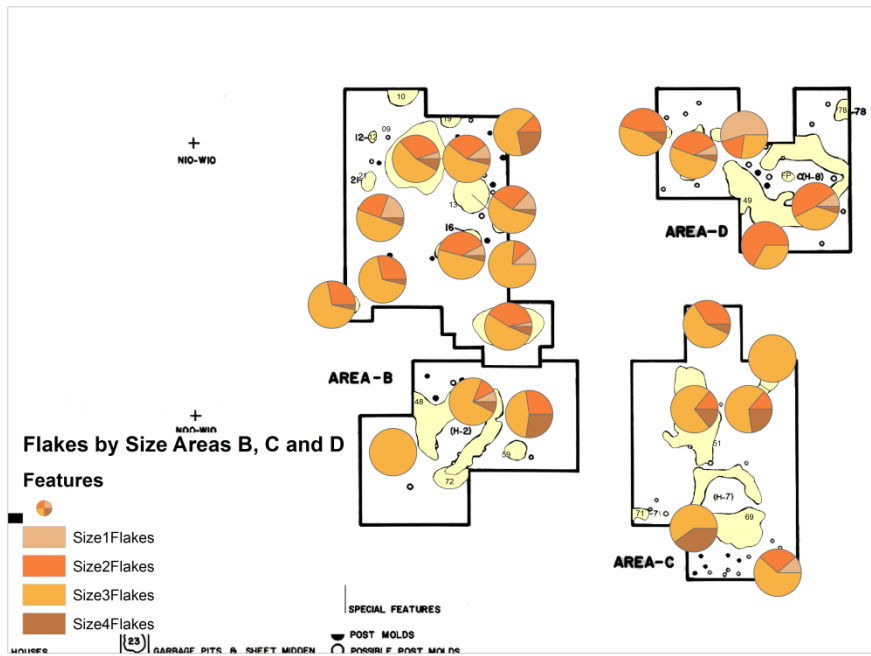 10
19
12
12
09
78
78
N10-W10
21
21
FP
C(H-8)
13
49
16
AREA-D
AREA-B
48
(H-2)
51
59
72
(H-7)
71
69
AREA-C
Flakes by Size Areas B, C and D
Features
Size1Flakes
Size2Flakes
Size3Flakes
Size4Flakes
SPECIAL FEATURES
POST MOLDS
HOUSES
(23)
GARBAGE PITS & SHEET MIDDEN
POSSIBLE POST MOLDS